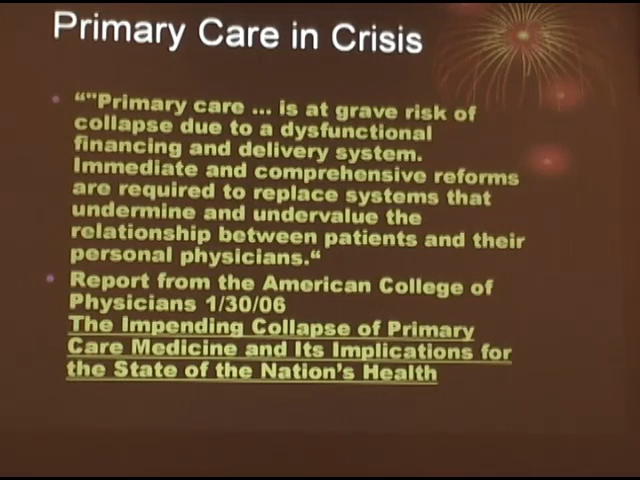 Primary Care in Crisis
• “"Primary care ... is at grave risk of
collapse due to a dysfunctional
financing and delivery system.
Immediate and comprehensive reforms
are required to replace systems that
undermine and undervalue the
relationship between patients and their
personal physicians.“
• Report from the American College of
Physicians 1/30/06
The Impending Collapse of Primary
Care Medicine and Its Implications for
the State of the Nation’s Health